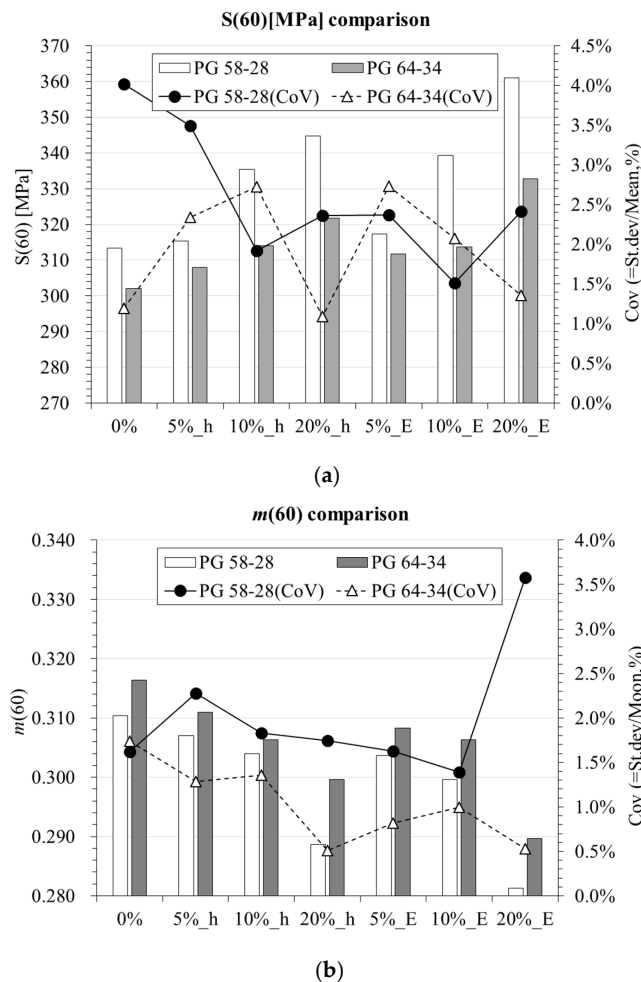 S(60)[MPa] comparison
PG 58-28 PG 64-34
PG 58-28(CoV) PG 64-34(CoV)
370
360
350
340
330
320
310
300
290
280
270
S(60) [MPa]
4.5%
4.0%
3.5%
3.0%
2.5%
2.0%
1.5%
1.0%
0.5%
0.0%
Cov (=St.dev/Mean,%)
0% 5%_h 10%_h 20%_h 5%_E 10%_E 20%_E
(a)
m(60) comparison
PG 58-28 PG 64-34
PG 58-28(CoV) PG 64-34(CoV)
0.340
0.330
0.320
0.310
0.300
0.290
0.280
m(60)
4.0%
3.5%
3.0%
2.5%
2.0%
1.5%
1.0%
0.5%
0.0%
Cov (=St.dev/Moon,%)
0% 5%_h 10%_h 20%_h 5%_E 10%_E 20%_E
(b)